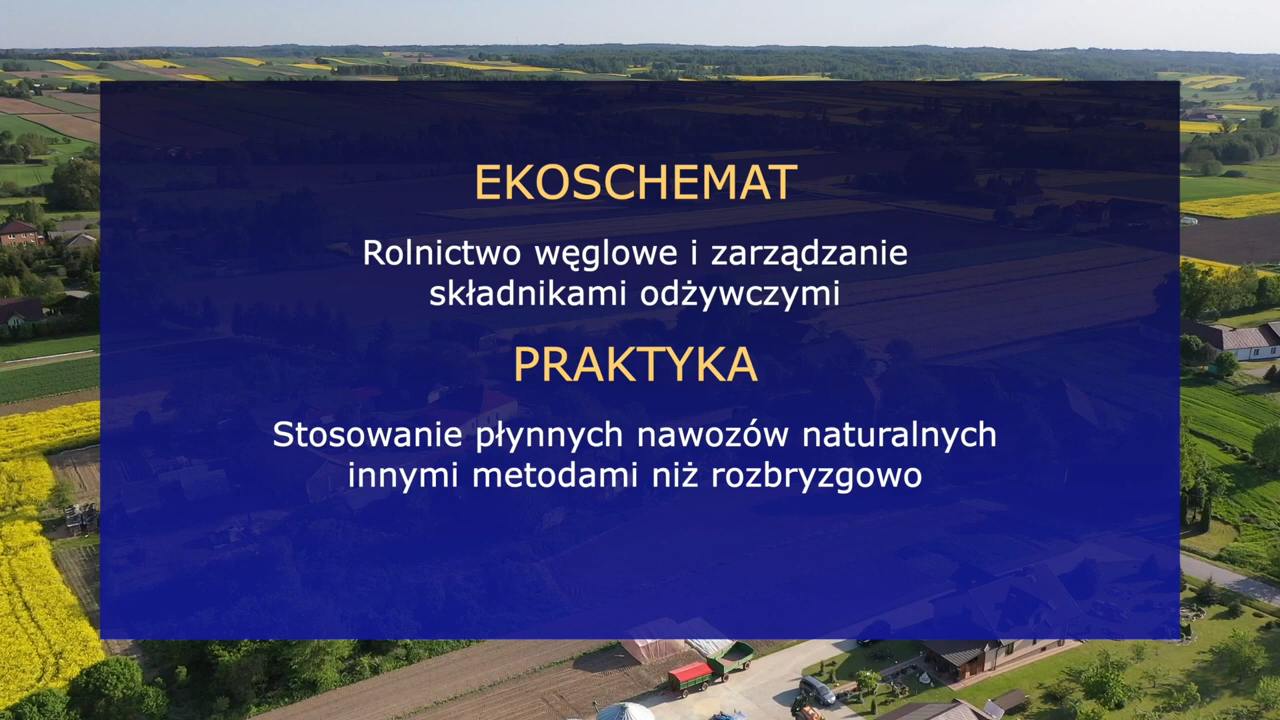 EKOSCHEMAT
Rolnictwo węglowe i zarządzanie
składnikami odżywczymi
PRAKTYKA
Stosowanie płynnych nawozów naturalnych
innymi metodami niż rozbryzgowo